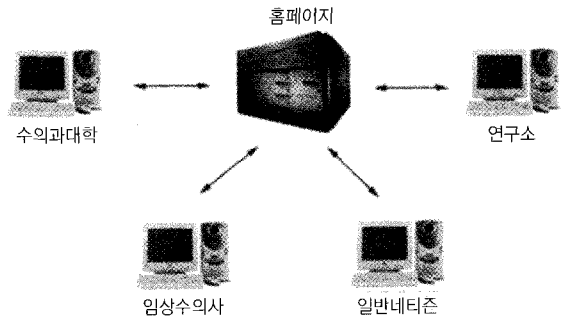 홈페이지
수의과대학
연구소
임상수의사
일반네티즌